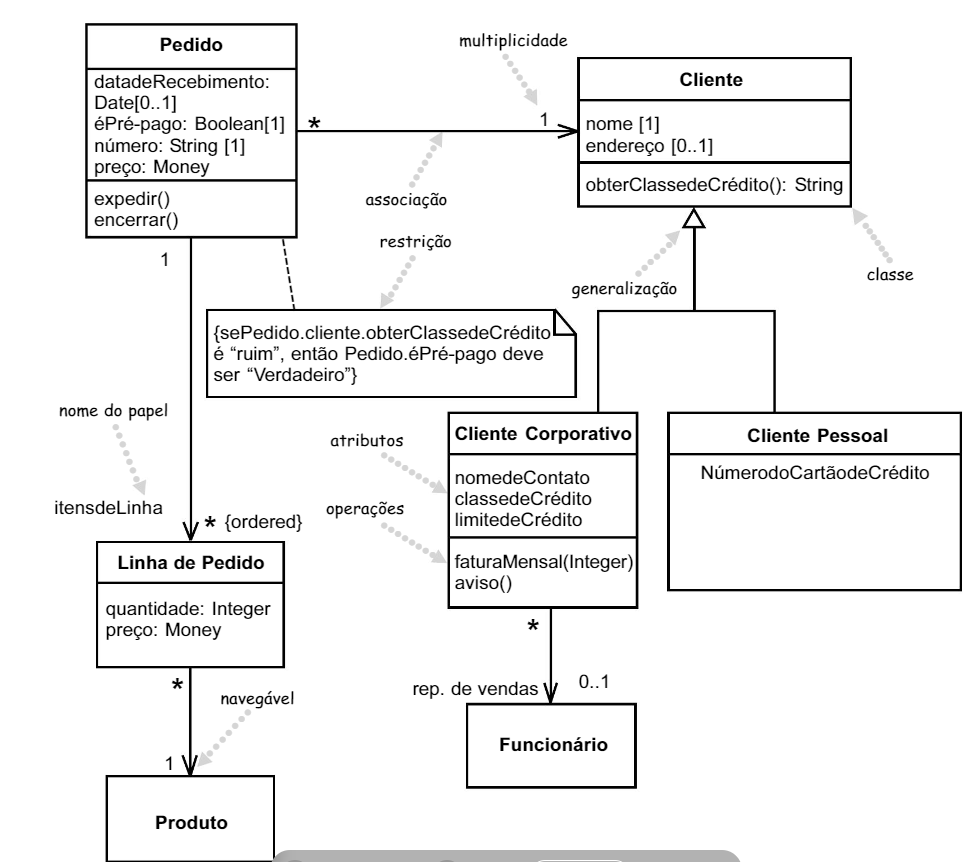 Pedido
datadeRecebimento:
Date[0..1]
éPré-pago: Boolean[1]
número: String [1]
preço: Money
expedir()
encerrar()
*
1
multiplicidade
associação
Cliente
nome [1]
endereço [0..1]
obterClassedeCrédito(): String
classe
generalização
restrição
{sePedido.cliente.obterClassedeCrédito
é “ruim”, então Pedido.éPré-pago deve
ser “Verdadeiro”}
1
nome do papel
itensdeLinha
* {ordered}
Linha de Pedido
quantidade: Integer
preço: Money
*
navegável
1
Produto
atributos
operações
Cliente Corporativo
nomedeContato
classedeCrédito
limitedeCrédito
faturaMensal(Integer)
aviso()
*
rep. de vendas
0..1
Funcionário
Cliente Pessoal
NúmerodoCartãodeCrédito